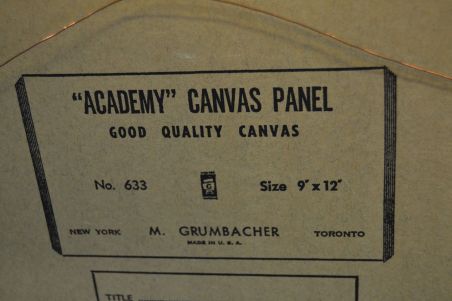 "ACADEMY" CANVAS PANEL
GOOD QUALITY CANVAS
No. 633 G Size 9" x 12"
NEW YORK M. GRUMBACHER TORONTO
MADE IN U. S. A.
TITLE